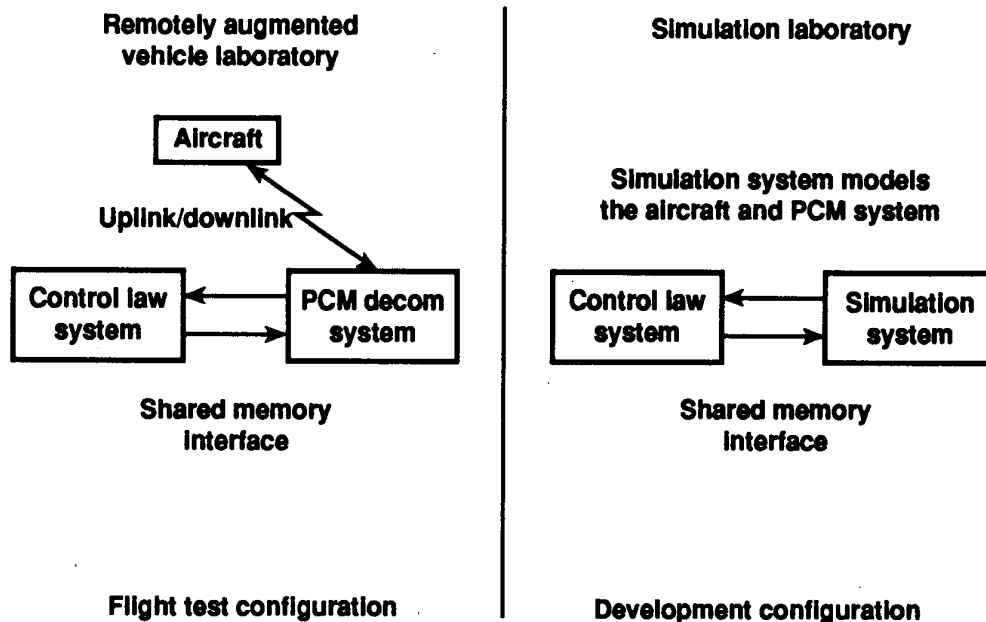 Remotely augmented
vehicle laboratory
Aircraft
Uplink/downlink
Control law
system
PCM decom
system
Shared memory
interface
Flight test configuration
Simulation laboratory
Simulation system models
the aircraft and PCM system
Control law
system
Simulation
system
Shared memory
interface
Development configuration